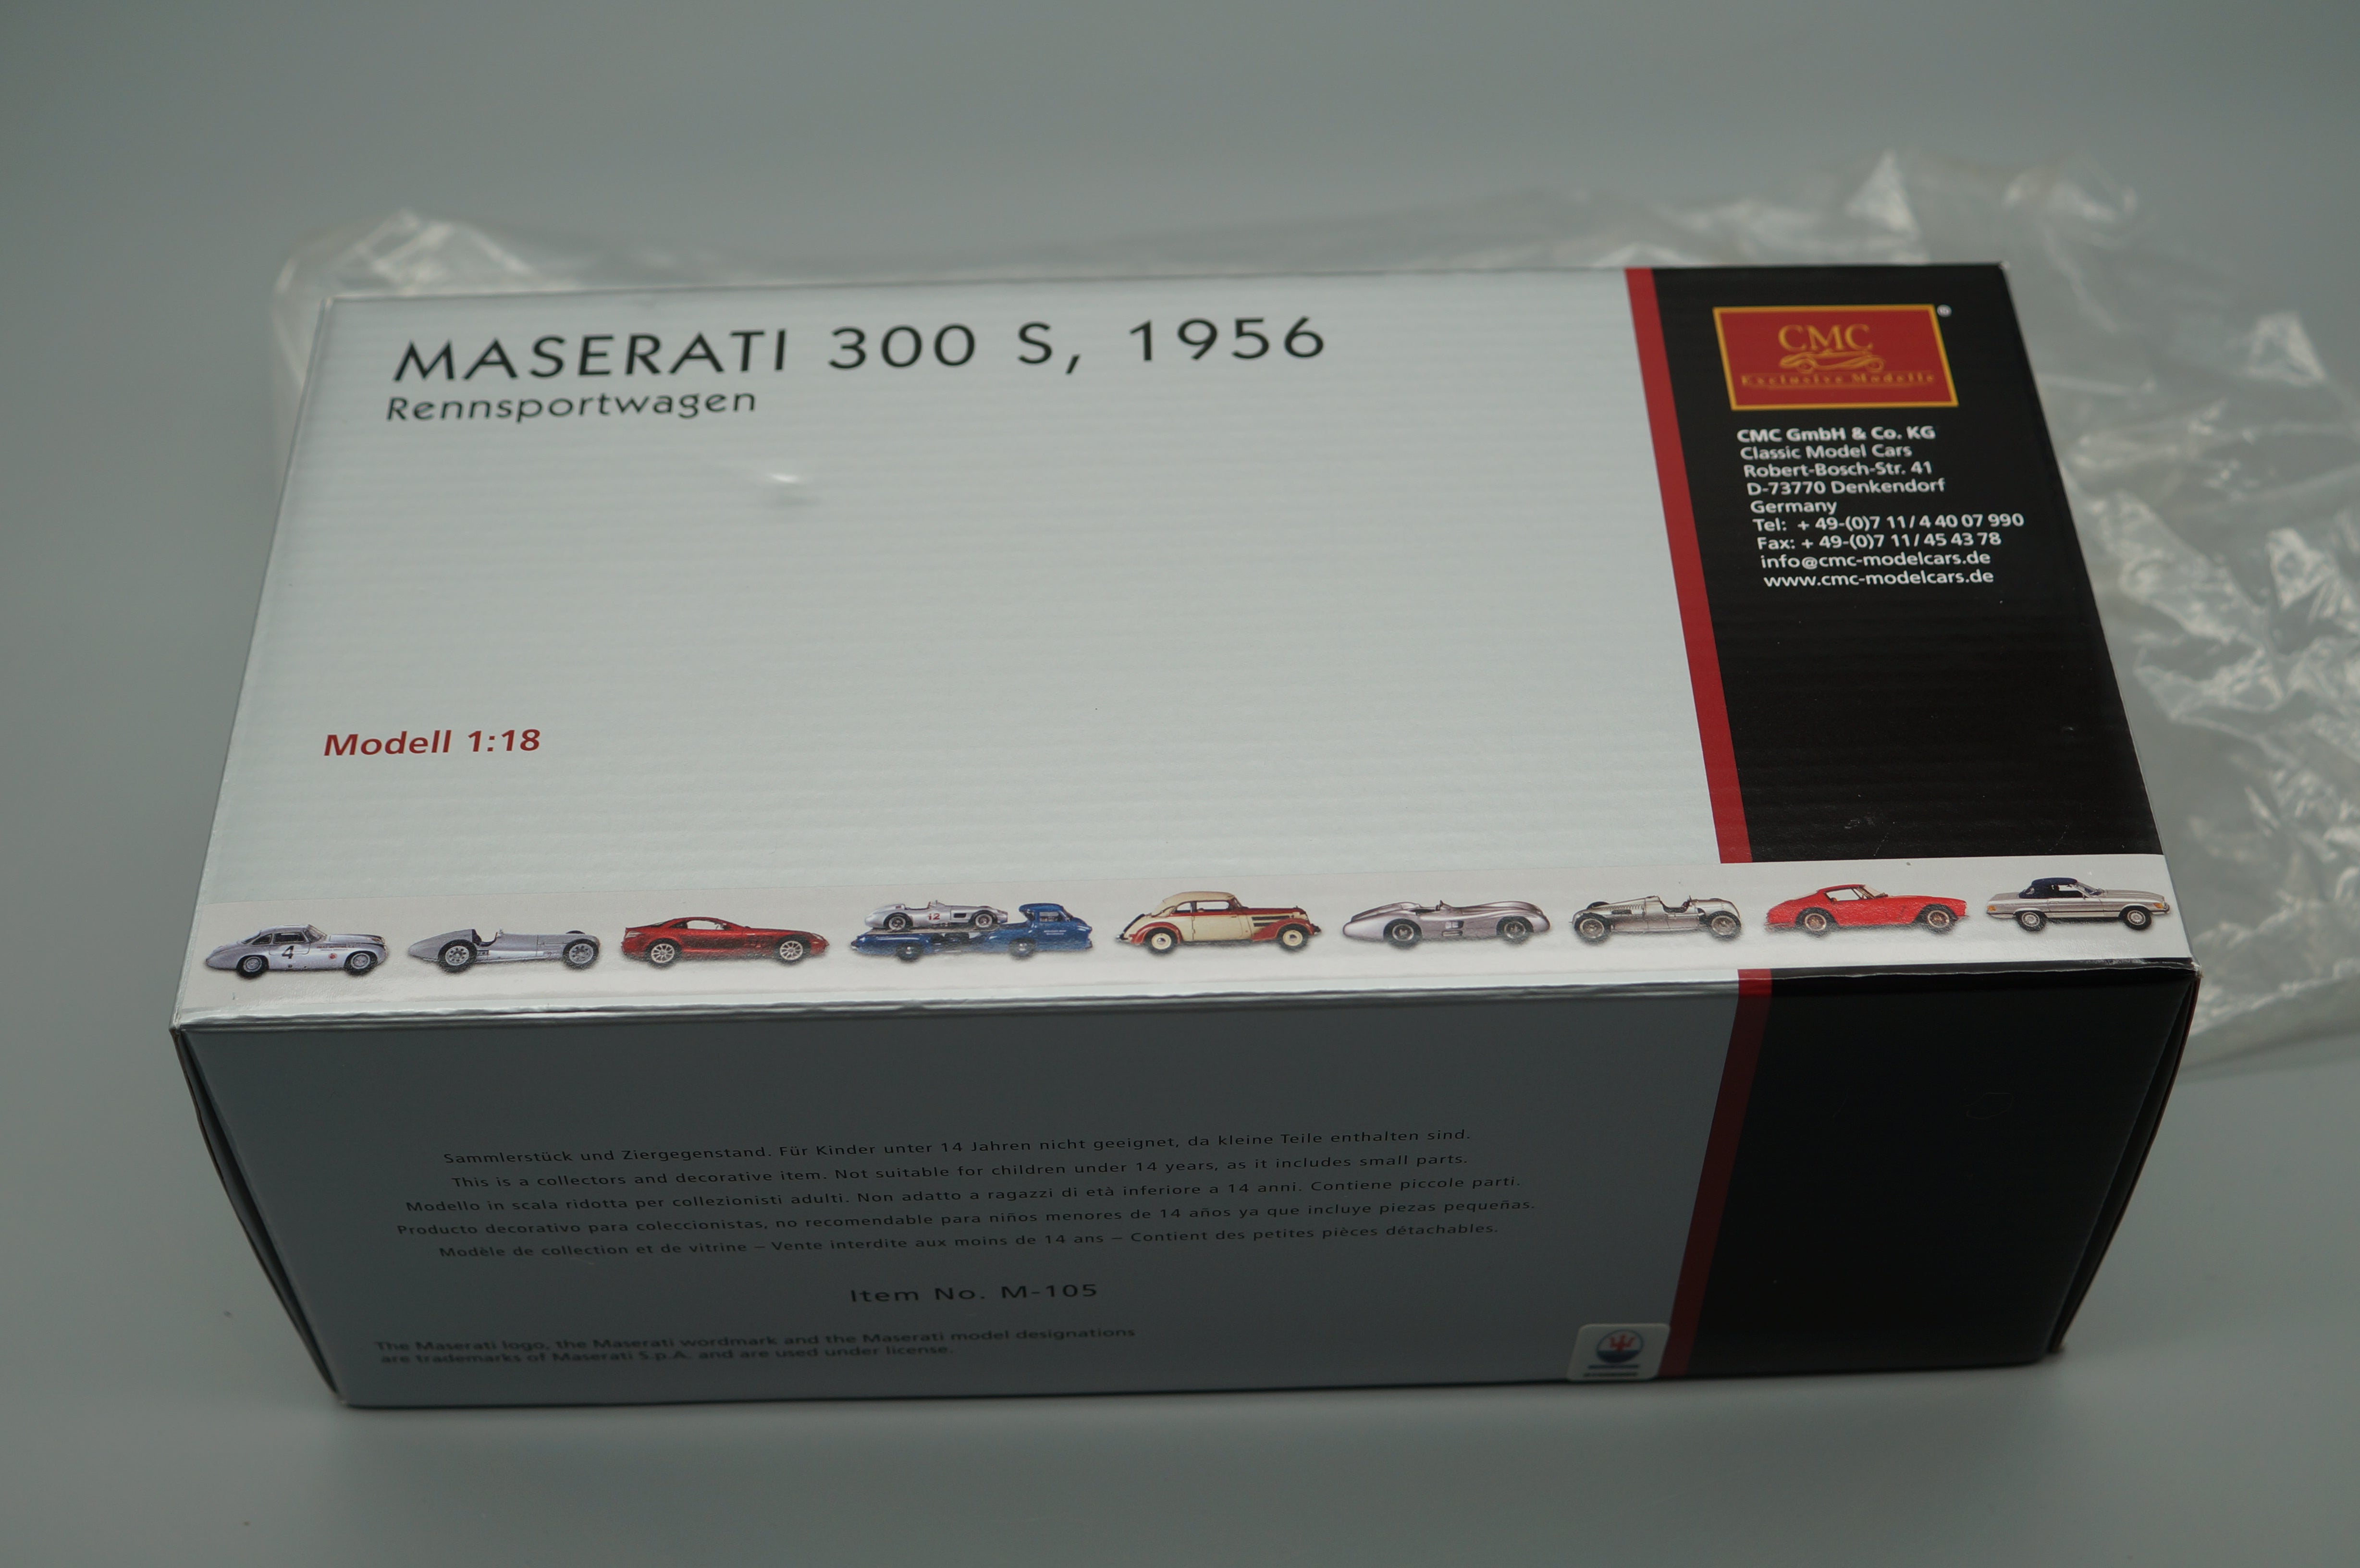 MASERATI 300 S, 1956
Rennsportwagen
Modell 1:18
®
CMC
Exclusive Modelle
CMC GmbH & Co. KG
Classic Model Cars
Robert-Bosch-Str. 41
D-73770 Denkendorf
Germany
Tel: + 49-(0)7 11/4 40 07 990
Fax: + 49-(0)7 11/45 43 78
info@cmc-modelcars.de
www.cmc-modelcars.de
4
12
Sammlerstück und Ziergegenstand. Für Kinder unter 14 Jahren nicht geeignet, da kleine Teile enthalten sind.
This is a collectors and decorative item. Not suitable for children under 14 years, as it includes small parts.
Modello in scala ridotta per collezionisti adulti. Non adatto a ragazzi di età inferiore a 14 anni. Contiene piccole parti.
Producto decorativo para coleccionistas, no recomendable para niños menores de 14 años ya que incluye piezas pequeñas.
Modèle de collection et de vitrine – Vente interdite aux moins de 14 ans – Contient des petites pièces détachables.
Item No. M-105
The Maserati logo, the Maserati wordmark and the Maserati model designations
are trademarks of Maserati S.p.A. and are used under license.